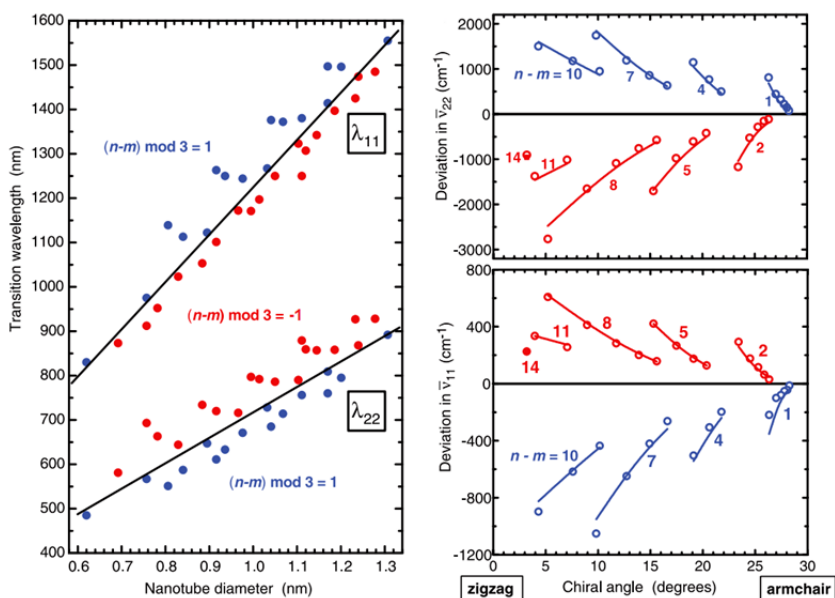 Transition wavelength (nm)
1600
1500
1400
1300
1200
1100
1000
900
800
700
600
500
400
(n-m) mod 3 = 1
λ11
(n-m) mod 3 = -1
λ22
(n-m) mod 3 = 1
0.6 0.7 0.8 0.9 1.0 1.1 1.2 1.3
Nanotube diameter (nm)
Deviation in ν̄22 (cm-1)
2000
1000
0
-1000
-2000
-3000
n - m = 10
7
4
1
14
11
8
5
2
Deviation in ν̄11 (cm-1)
800
400
0
-400
-800
-1200
14
11
8
5
2
n - m = 10
7
4
1
0 5 10 15 20 25 30
zigzag
Chiral angle (degrees)
armchair